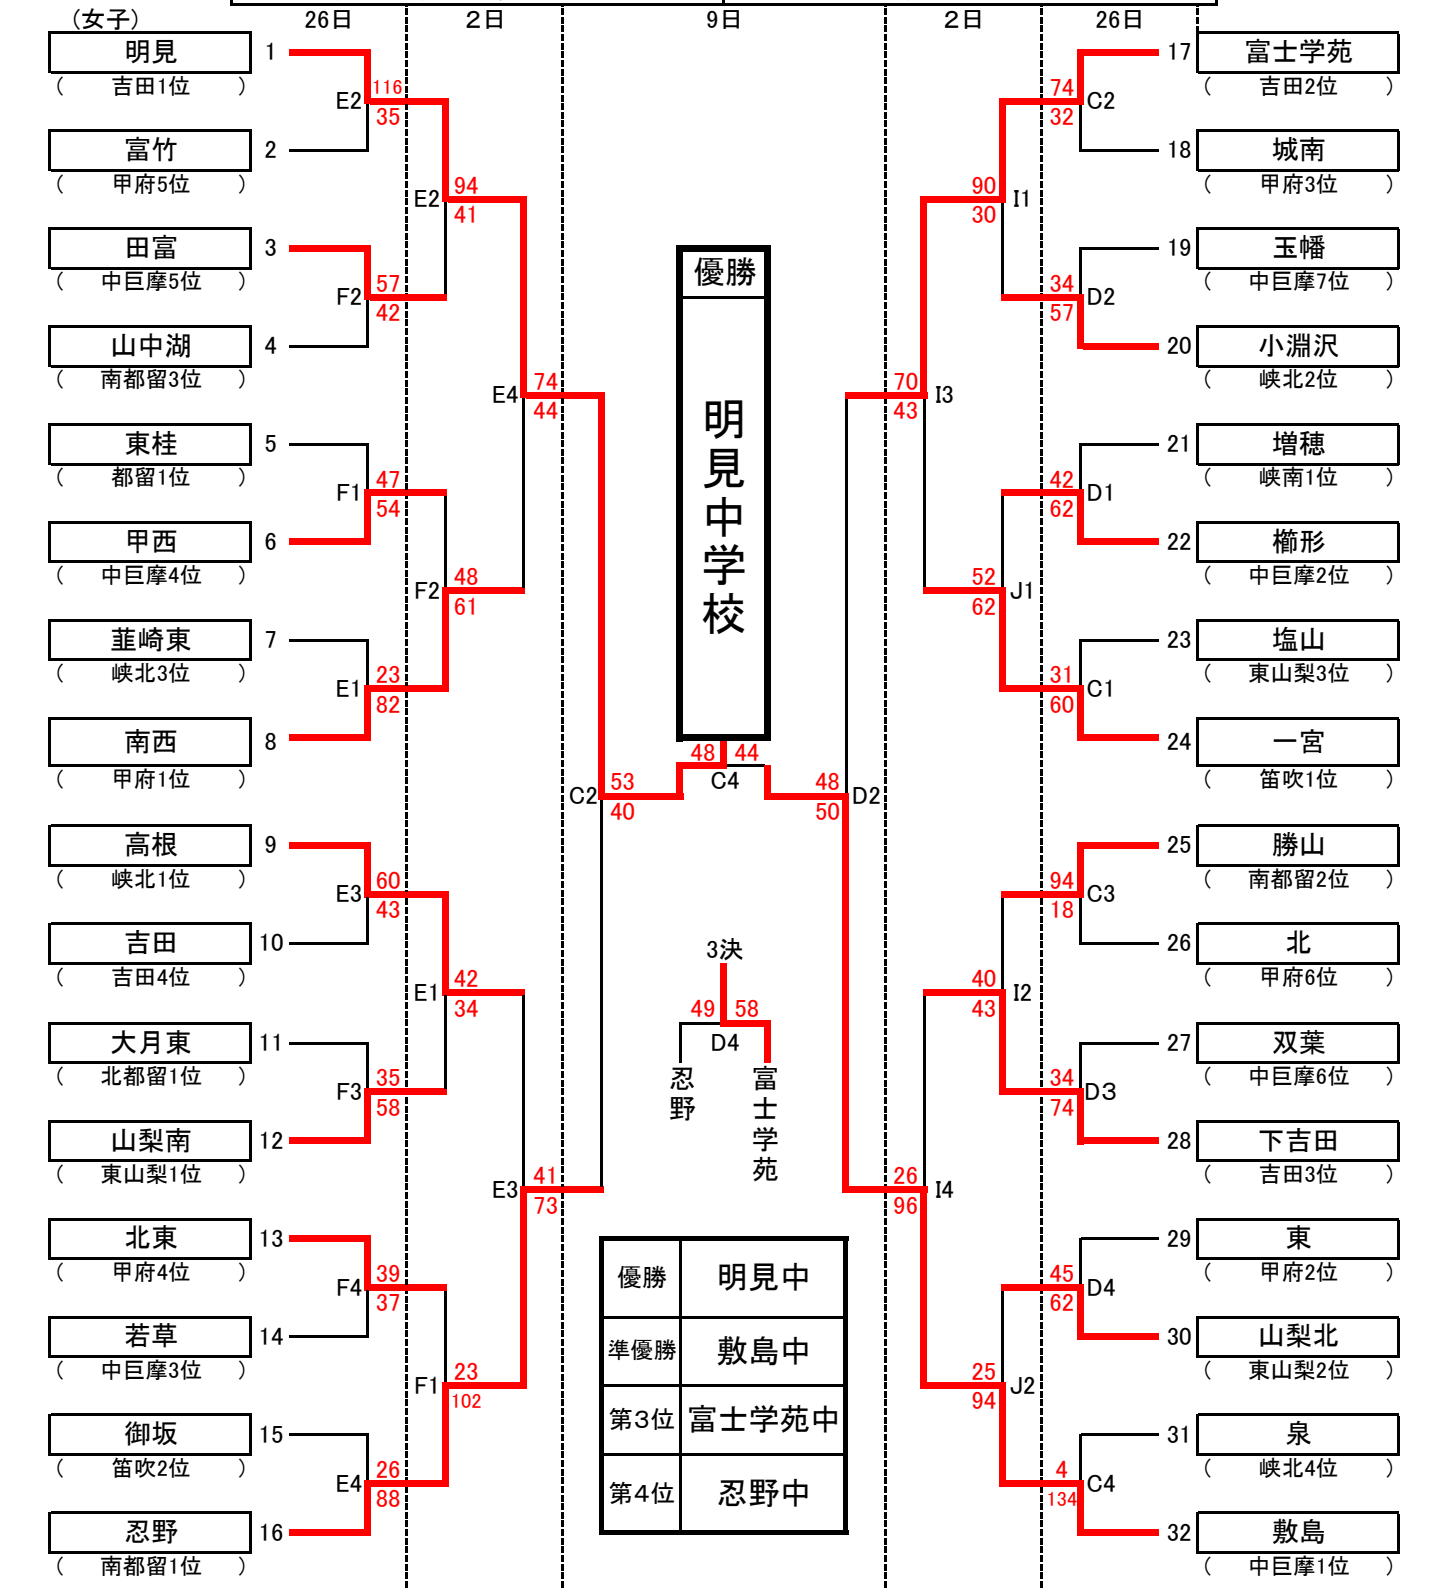 （女子）
26日 2日 9日 2日 26日
明見 1
( 吉田1位 )
富竹 2
( 甲府5位 )
田富 3
( 中巨摩5位 )
山中湖 4
( 南都留3位 )
東桂 5
( 都留1位 )
甲西 6
( 中巨摩4位 )
韮崎東 7
( 峡北3位 )
南西 8
( 甲府1位 )
高根 9
( 峡北1位 )
吉田 10
( 吉田4位 )
大月東 11
( 北都留1位 )
山梨南 12
( 東山梨1位 )
北東 13
( 甲府4位 )
若草 14
( 中巨摩3位 )
御坂 15
( 笛吹2位 )
忍野 16
( 南都留1位 )
E2 116 35
F2 57 42
F1 47 54
E1 23 82
E3 60 43
F3 35 58
F4 39 37
E4 26 88
E2 94 41
F2 48 61
E1 42 34
F1 23 102
E4 74 44
E3 41 73
C2 53 40
優勝
明見中学校
48 44
C4
3決
49 58
D4
忍野
富士学苑
優勝 明見中
準優勝 敷島中
第3位 富士学苑中
第4位 忍野中
48 50 D2
70 43 I3
26 96 I4
90 30 I1
52 62 J1
40 43 I2
25 94 J2
74 32 C2
34 57 D2
42 62 D1
31 60 C1
94 18 C3
34 74 D3
45 62 D4
4 134 C4
17 富士学苑
( 吉田2位 )
18 城南
( 甲府3位 )
19 玉幡
( 中巨摩7位 )
20 小淵沢
( 峡北2位 )
21 増穂
( 峡南1位 )
22 櫛形
( 中巨摩2位 )
23 塩山
( 東山梨3位 )
24 一宮
( 笛吹1位 )
25 勝山
( 南都留2位 )
26 北
( 甲府6位 )
27 双葉
( 中巨摩6位 )
28 下吉田
( 吉田3位 )
29 東
( 甲府2位 )
30 山梨北
( 東山梨2位 )
31 泉
( 峡北4位 )
32 敷島
( 中巨摩1位 )